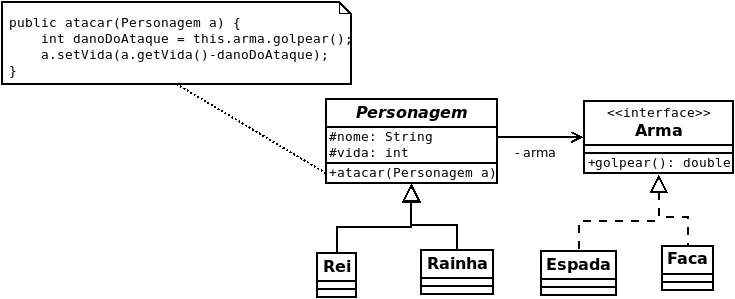 public atacar(Personagem a) {
    int danoDoAtaque = this.arma.golpear();
    a.setVida(a.getVida()-danoDoAtaque);
}
Personagem
#nome: String
#vida: int
+atacar(Personagem a)
- arma
<<interface>>
Arma
+golpear(): double
Rei
Rainha
Espada
Faca